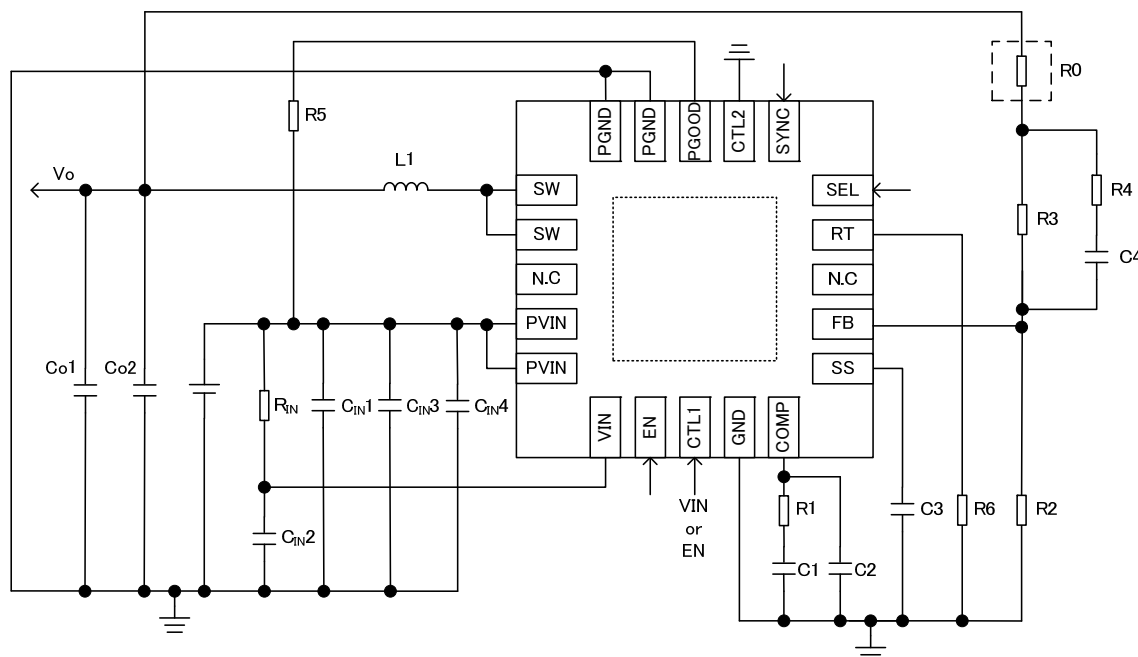 R0
R5
PGND
PGND
PGOOD
CTL2
SYNC
L1
Vo
SW
SEL
R4
SW
RT
R3
N.C
N.C
C4
PVIN
FB
Co1
Co2
PVIN
SS
RIN
CIN1
CIN3
CIN4
VIN
EN
CTL1
GND
COMP
CIN2
VIN
or
EN
R1
C3
R6
R2
C1
C2